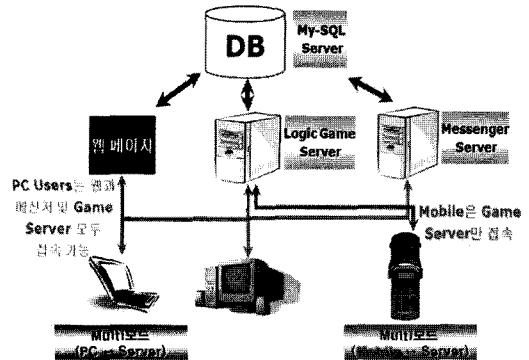 DB
My-SQL
Server
웹 페이지
Logic Game
Server
Messenger
Server
PC Users는 웹과
메신저 및 Game
Server 모두
접속 가능
Mobile은 Game
Server만 접속
Multi모드
(PC ↔ Server)
Multi모드
(Mobile ↔ Server)